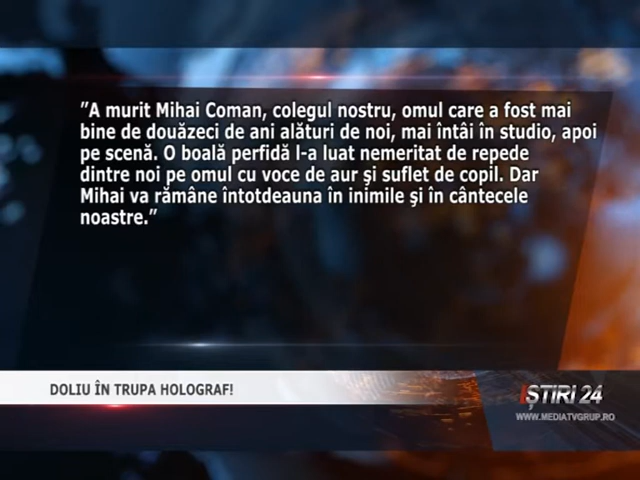 ”A murit Mihai Coman, colegul nostru, omul care a fost mai
bine de douăzeci de ani alături de noi, mai întâi în studio, apoi
pe scenă. O boală perfidă l-a luat nemeritat de repede
dintre noi pe omul cu voce de aur şi suflet de copil. Dar
Mihai va rămâne întotdeauna în inimile şi în cântecele
noastre.”
DOLIU ÎN TRUPA HOLOGRAF!
ȘTIRI 24
WWW.MEDIATVGRUP.RO